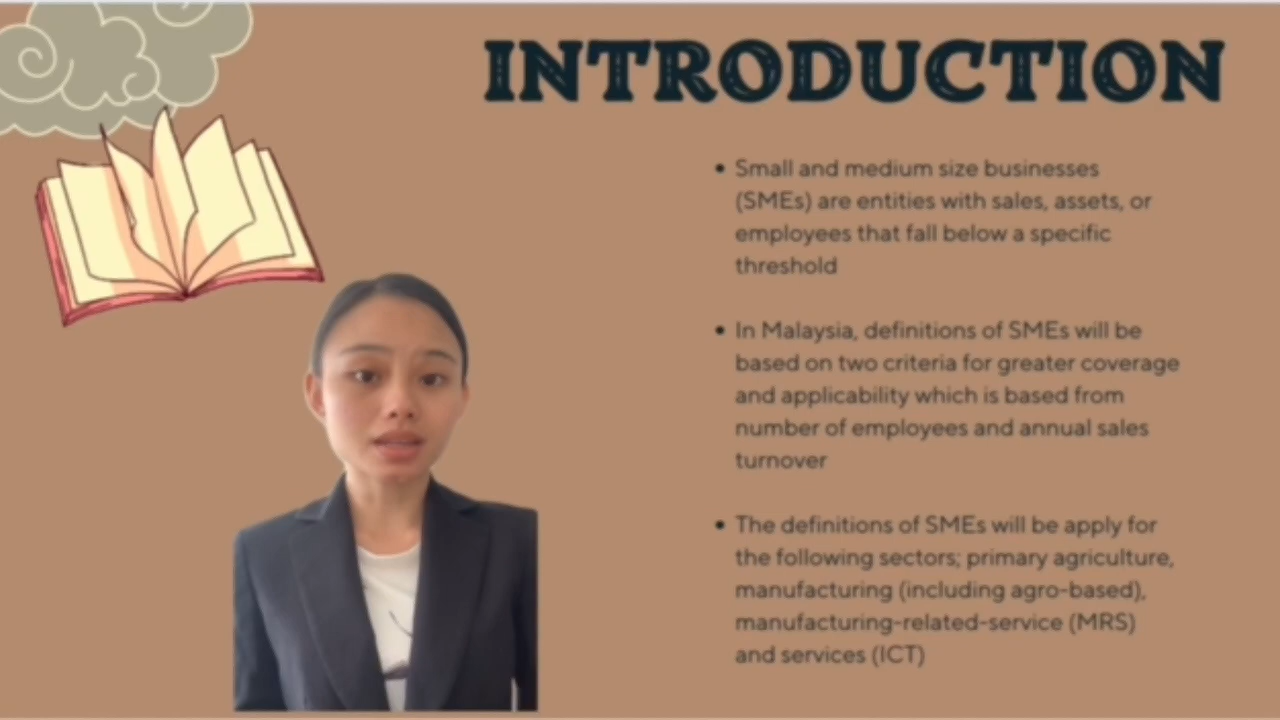 INTRODUCTION
• Small and medium size businesses
(SMEs) are entities with sales, assets, or
employees that fall below a specific
threshold
• In Malaysia, definitions of SMEs will be
based on two criteria for greater coverage
and applicability which is based from
number of employees and annual sales
turnover
• The definitions of SMEs will be apply for
the following sectors; primary agriculture,
manufacturing (including agro-based),
manufacturing-related-service (MRS)
and services (ICT)